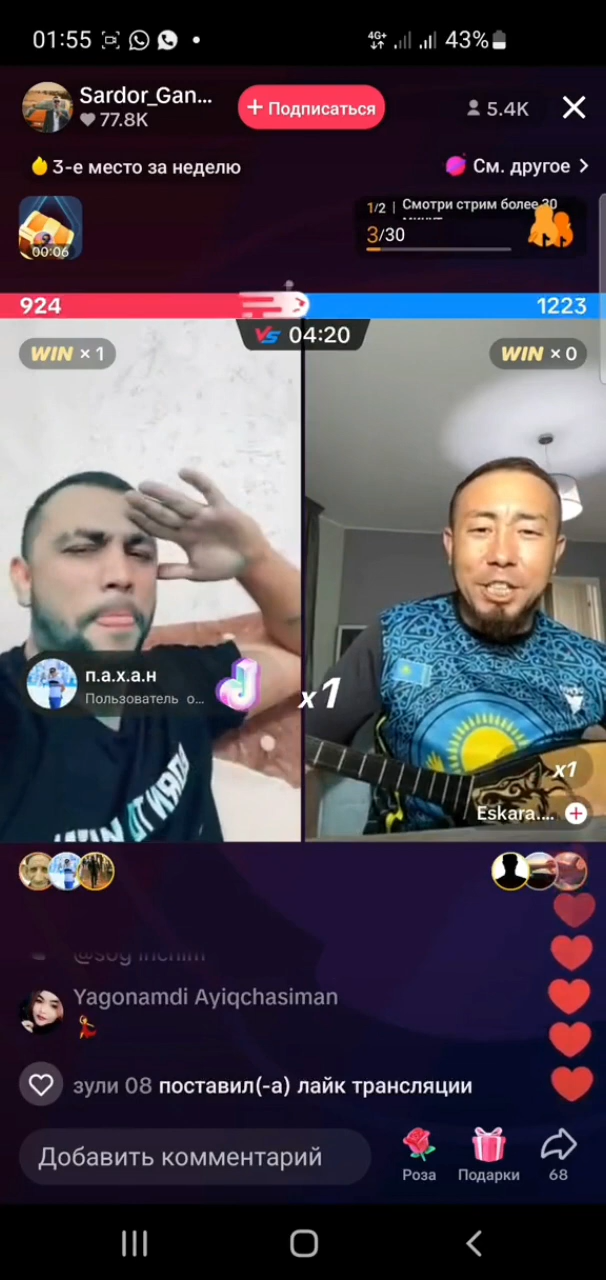 01:55
4G+
43%
Sardor_Gan...
77.8K
+ Подписаться
5.4K
3-е место за неделю
См. другое >
00:06
1/2 | Смотри стрим более 30
3/30
924
1223
VS 04:20
WIN × 1
WIN × 0
п.а.х.а.н
Пользователь о...
x1
x1
Eskara....
Yagonamdi Ayiqchasiman
зули 08 поставил(-а) лайк трансляции
Добавить комментарий
Роза
Подарки
68